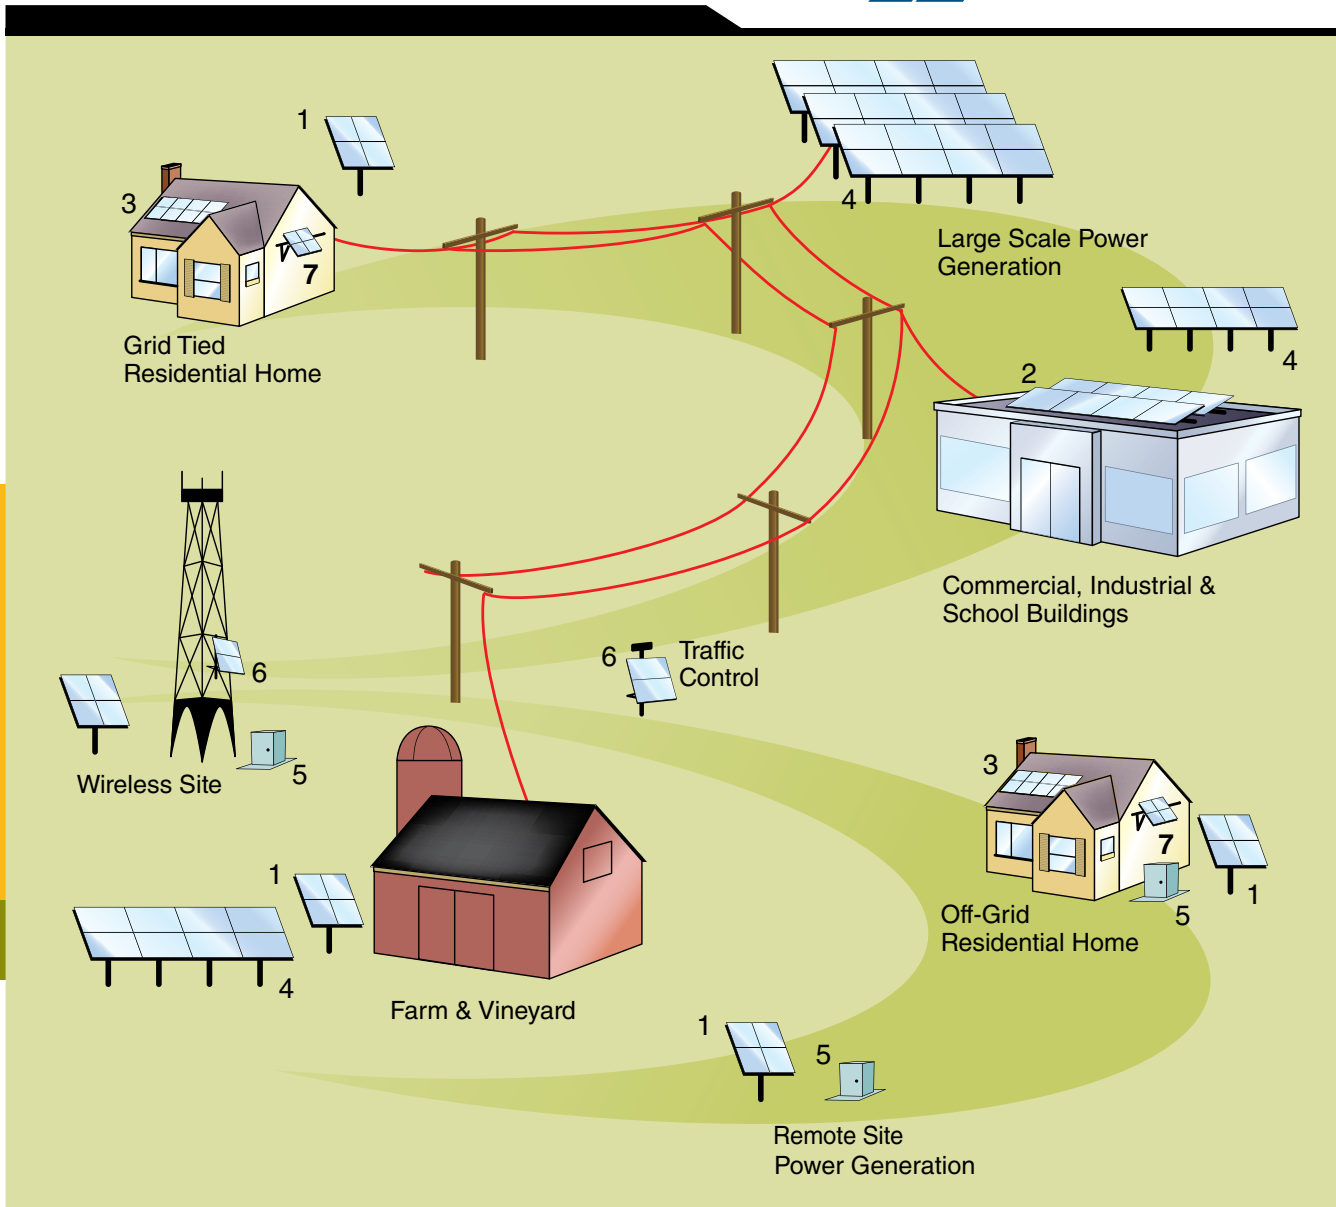 1
3
7
Grid Tied
Residential Home
4
Large Scale Power
Generation
4
2
Commercial, Industrial &
School Buildings
6
5
Wireless Site
6
Traffic
Control
1
4
Farm & Vineyard
3
7
1
5
Off-Grid
Residential Home
1
5
Remote Site
Power Generation